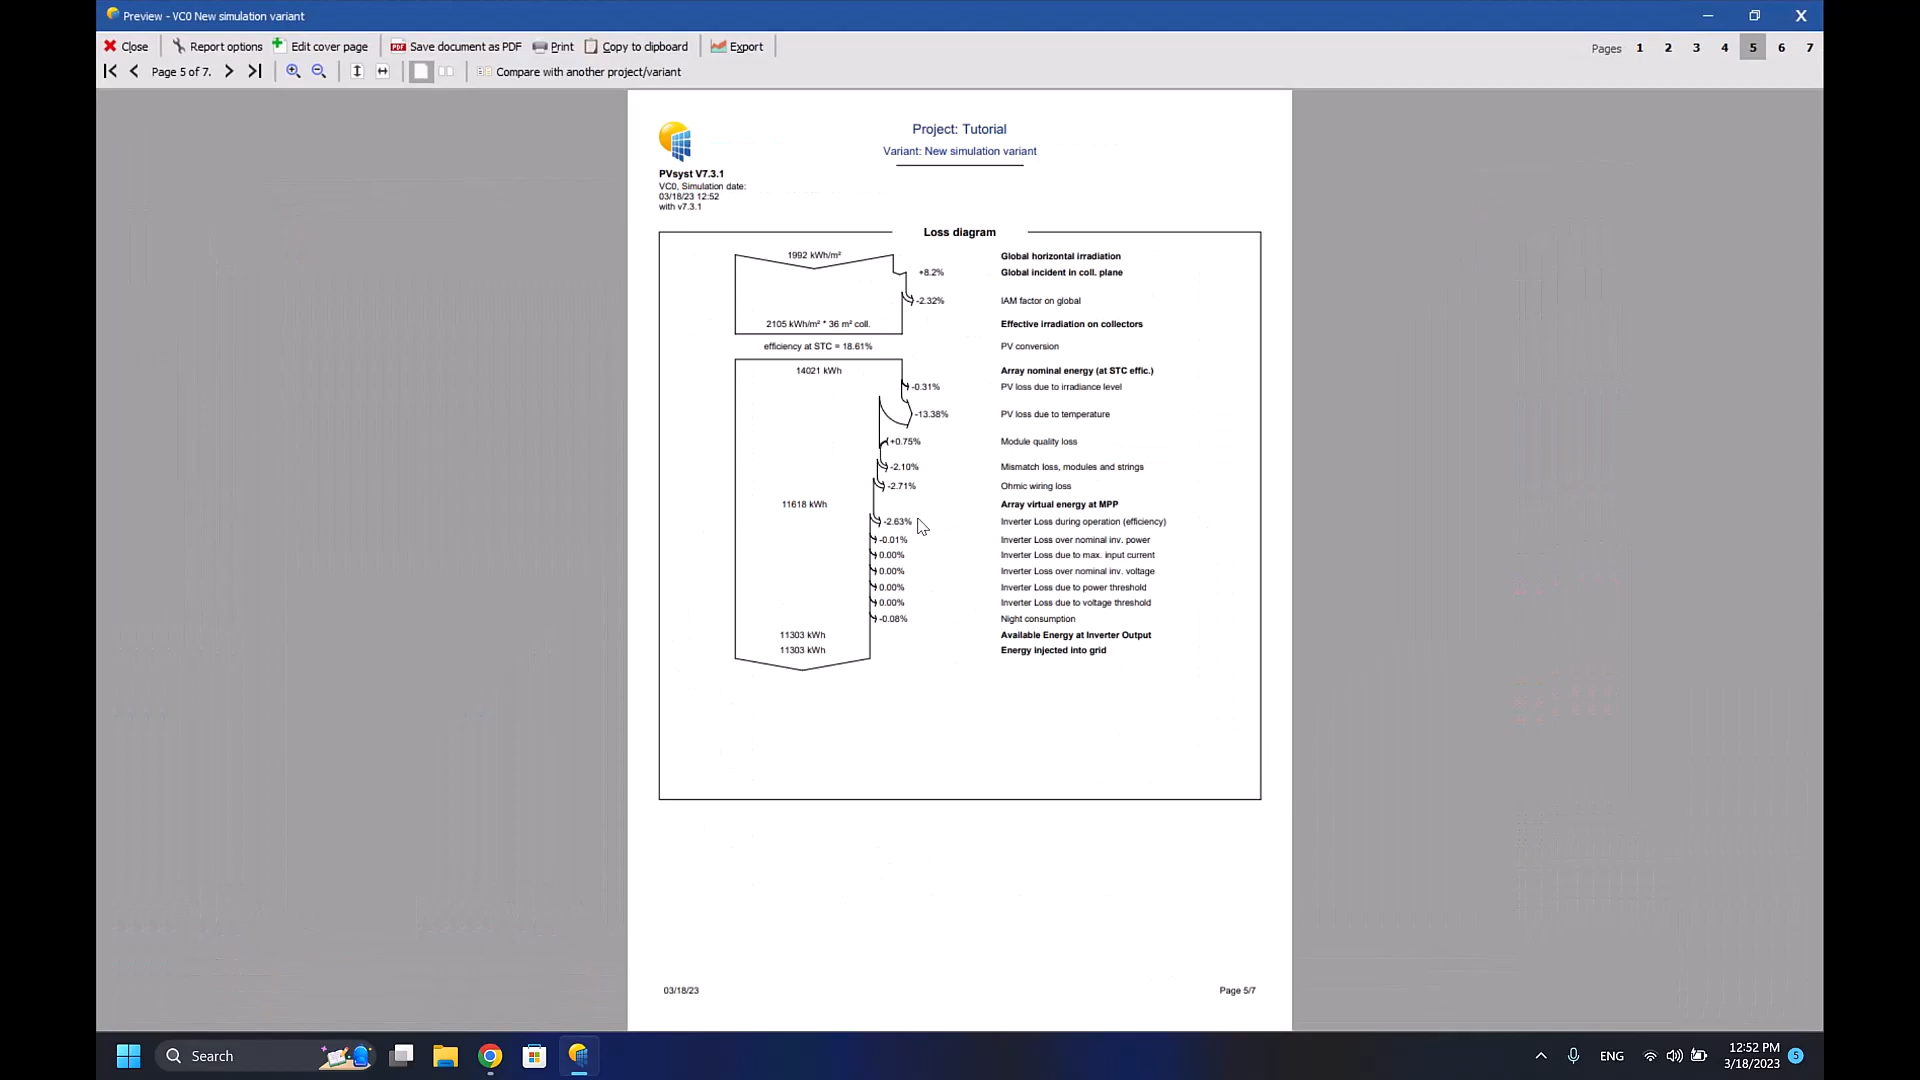 Preview - VC0 New simulation variant
Close Report options Edit cover page Save document as PDF Print Copy to clipboard Export Pages 1 2 3 4 5 6 7
Page 5 of 7. Compare with another project/variant
Project: Tutorial
Variant: New simulation variant
PVsyst V7.3.1
VC0, Simulation date:
03/18/23 12:52
with v7.3.1
Loss diagram
1992 kWh/m² Global horizontal irradiation
+8.2% Global incident in coll. plane
-2.32% IAM factor on global
2105 kWh/m² * 36 m² coll. Effective irradiation on collectors
efficiency at STC = 18.61% PV conversion
14021 kWh Array nominal energy (at STC effic.)
-0.31% PV loss due to irradiance level
-13.38% PV loss due to temperature
+0.75% Module quality loss
-2.10% Mismatch loss, modules and strings
-2.71% Ohmic wiring loss
11618 kWh Array virtual energy at MPP
-2.63% Inverter Loss during operation (efficiency)
-0.01% Inverter Loss over nominal inv. power
0.00% Inverter Loss due to max. input current
0.00% Inverter Loss over nominal inv. voltage
0.00% Inverter Loss due to power threshold
0.00% Inverter Loss due to voltage threshold
-0.08% Night consumption
11303 kWh Available Energy at Inverter Output
11303 kWh Energy injected into grid
03/18/23 Page 5/7
Search ENG 12:52 PM 5
3/18/2023